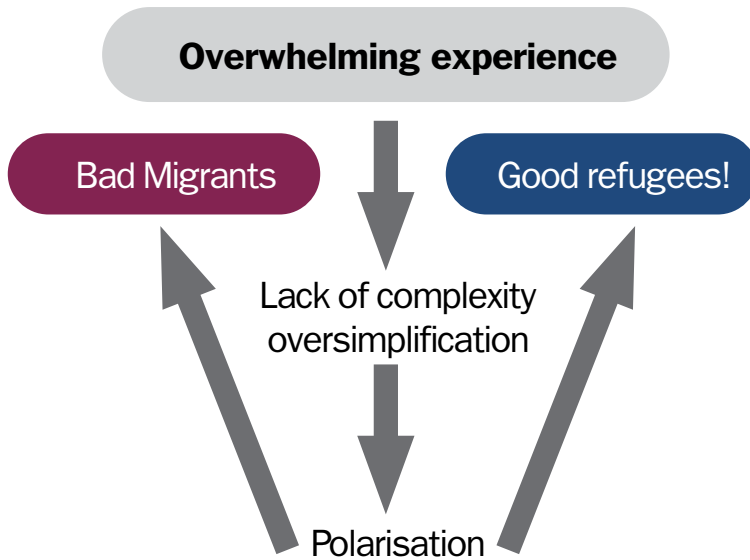 Overwhelming experience
Bad Migrants
Good refugees!
Lack of complexity
oversimplification
Polarisation